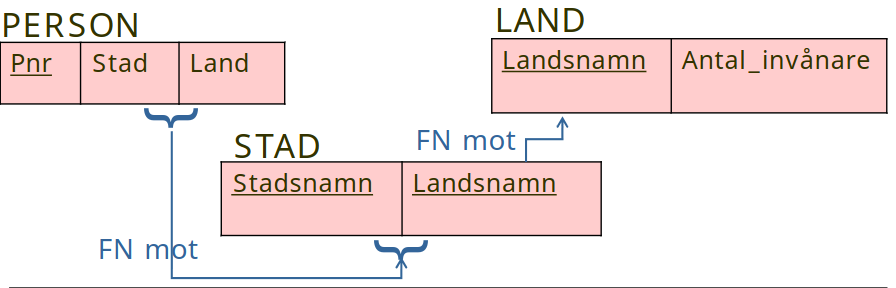 PERSON
Pnr Stad Land
LAND
Landsnamn Antal_invånare
FN mot
STAD
Stadsnamn Landsnamn
FN mot